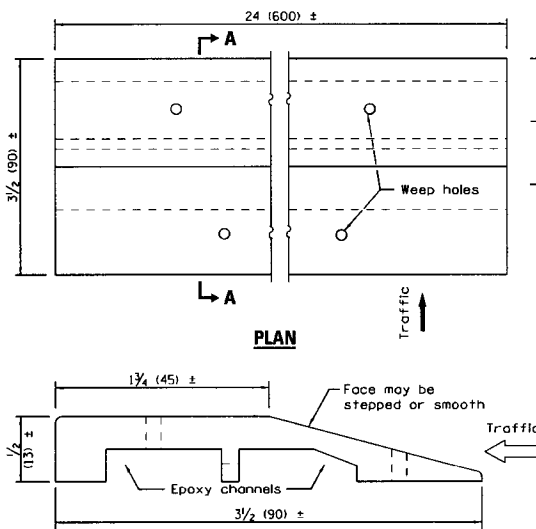 24 (600) ±
A
3½ (90) ±
Weep holes
A
Traffic
PLAN
1¾ (45) ±
Face may be
stepped or smooth
Traffic
½
(13) ±
Epoxy channels
3½ (90) ±